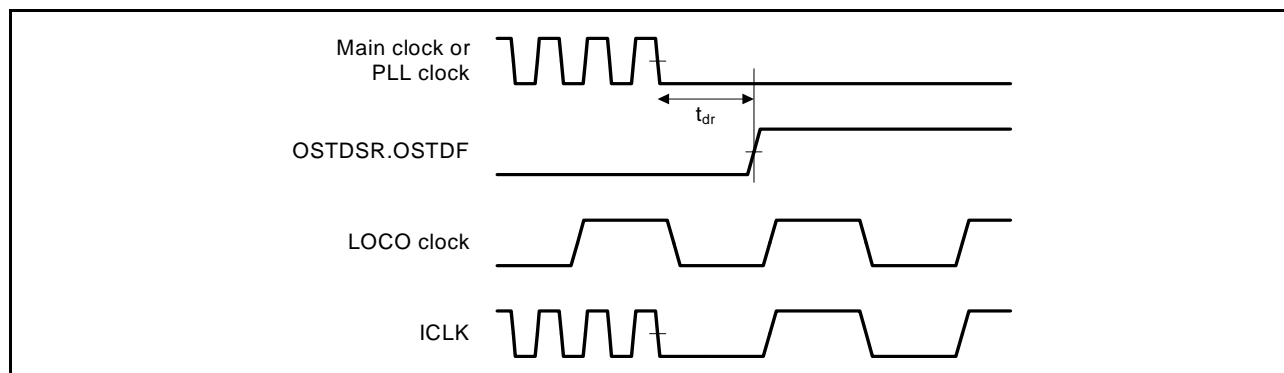 Main clock or
PLL clock
tdr
OSTDSR.OSTDF
LOCO clock
ICLK